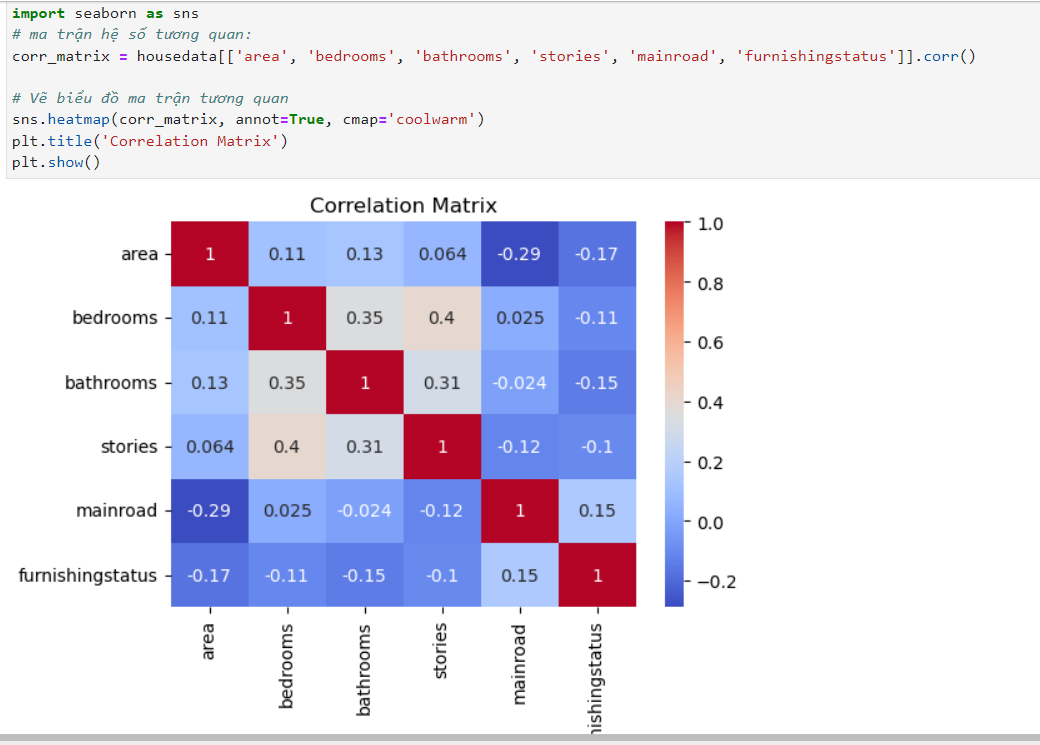 import seaborn as sns
# ma trận hệ số tương quan:
corr_matrix = housedata[['area', 'bedrooms', 'bathrooms', 'stories', 'mainroad', 'furnishingstatus']].corr()
# Vẽ biểu đồ ma trận tương quan
sns.heatmap(corr_matrix, annot=True, cmap='coolwarm')
plt.title('Correlation Matrix')
plt.show()
Correlation Matrix
area 1 0.11 0.13 0.064 -0.29 -0.17
bedrooms 0.11 1 0.35 0.4 0.025 -0.11
bathrooms 0.13 0.35 1 0.31 -0.024 -0.15
stories 0.064 0.4 0.31 1 -0.12 -0.1
mainroad -0.29 0.025 -0.024 -0.12 1 0.15
furnishingstatus -0.17 -0.11 -0.15 -0.1 0.15 1
area
bedrooms
bathrooms
stories
mainroad
nishingstatus
1.0
0.8
0.6
0.4
0.2
0.0
−0.2